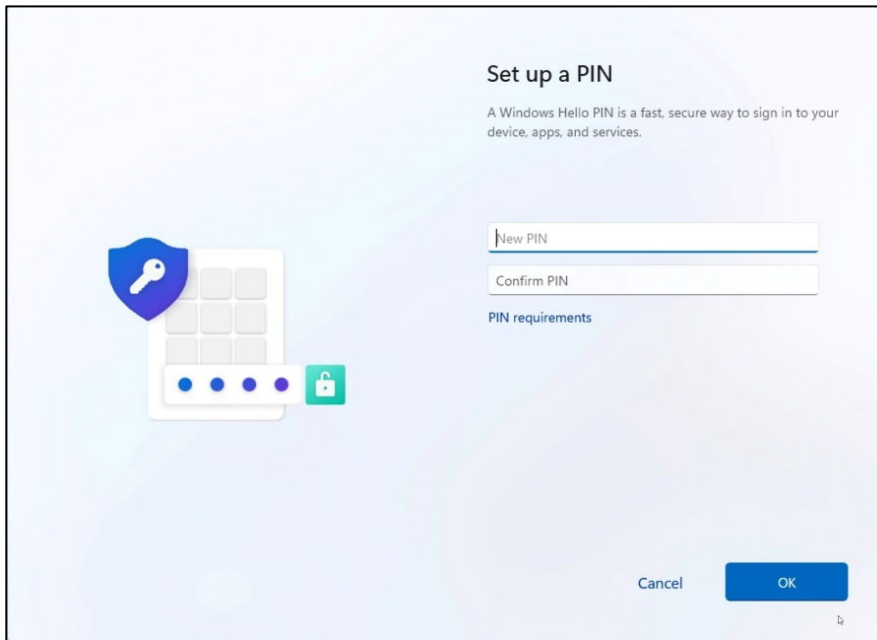 Set up a PIN
A Windows Hello PIN is a fast, secure way to sign in to your
device, apps, and services.
New PIN
Confirm PIN
PIN requirements
Cancel
OK